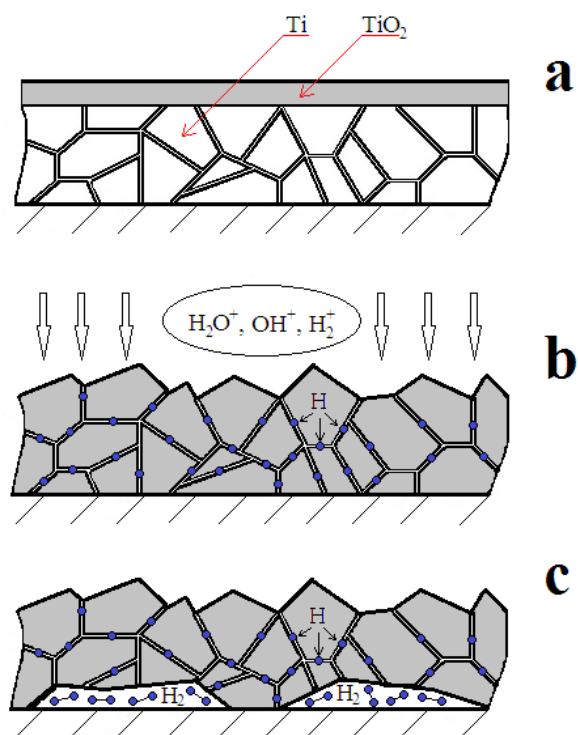 Ti TiO₂
a
H₂O⁺, OH⁺, H₂⁺
b
H
c
H
H₂ H₂